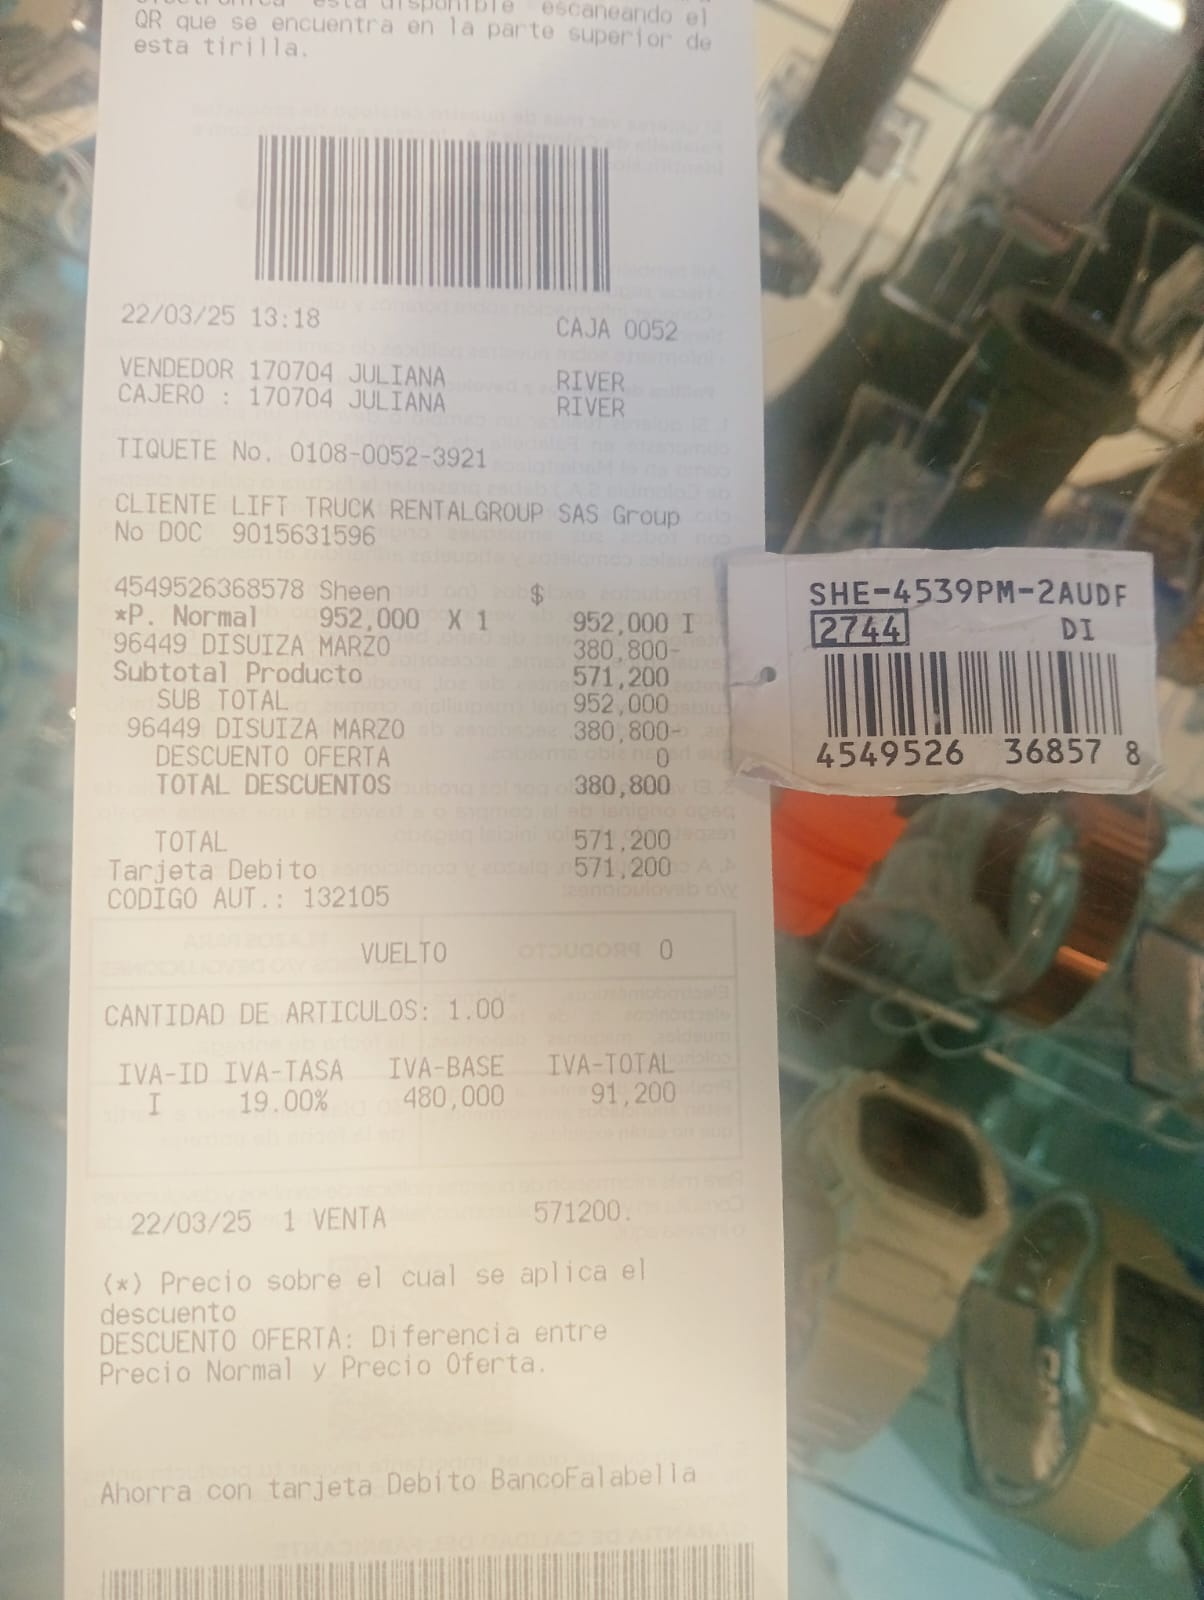 está disponible escaneando el
QR que se encuentra en la parte superior de
esta tirilla.
22/03/25 13:18 CAJA 0052
VENDEDOR 170704 JULIANA RIVER
CAJERO : 170704 JULIANA RIVER
TIQUETE No. 0108-0052-3921
CLIENTE LIFT TRUCK RENTALGROUP SAS Group
No DOC 9015631596
4549526368578 Sheen $
*P. Normal 952,000 X 1 952,000 I
96449 DISUIZA MARZO 380,800-
Subtotal Producto 571,200
SUB TOTAL 952,000
96449 DISUIZA MARZO 380,800-
DESCUENTO OFERTA 0
TOTAL DESCUENTOS 380,800
TOTAL 571,200
Tarjeta Debito 571,200
CODIGO AUT.: 132105
VUELTO 0
CANTIDAD DE ARTICULOS: 1.00
IVA-ID IVA-TASA IVA-BASE IVA-TOTAL
I 19.00% 480,000 91,200
22/03/25 1 VENTA 571200.
(*) Precio sobre el cual se aplica el
descuento
DESCUENTO OFERTA: Diferencia entre
Precio Normal y Precio Oferta.
Ahorra con tarjeta Debito BancoFalabella
SHE-4539PM-2AUDF
2744 DI
4549526 36857 8